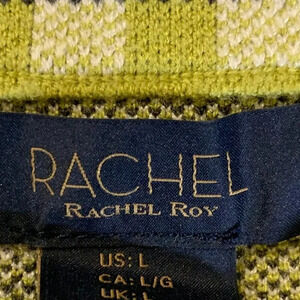 RACHEL
RACHEL ROY
US: L
CA: L/G
UK: L